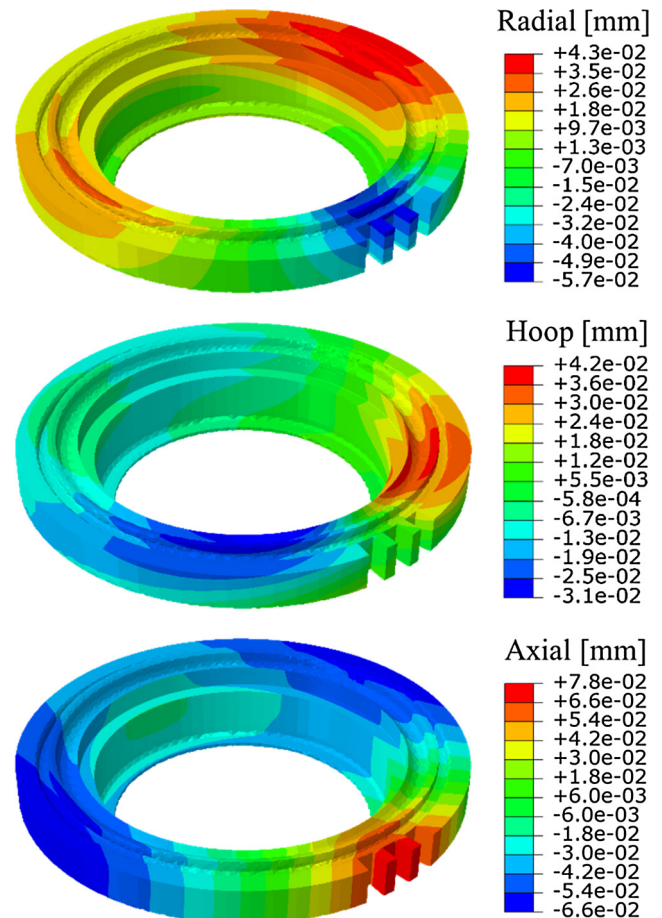 Radial [mm]
+4.3e-02
+3.5e-02
+2.6e-02
+1.8e-02
+9.7e-03
+1.3e-03
-7.0e-03
-1.5e-02
-2.4e-02
-3.2e-02
-4.0e-02
-4.9e-02
-5.7e-02
Hoop [mm]
+4.2e-02
+3.6e-02
+3.0e-02
+2.4e-02
+1.8e-02
+1.2e-02
+5.5e-03
-5.8e-04
-6.7e-03
-1.3e-02
-1.9e-02
-2.5e-02
-3.1e-02
Axial [mm]
+7.8e-02
+6.6e-02
+5.4e-02
+4.2e-02
+3.0e-02
+1.8e-02
+6.0e-03
-6.0e-03
-1.8e-02
-3.0e-02
-4.2e-02
-5.4e-02
-6.6e-02